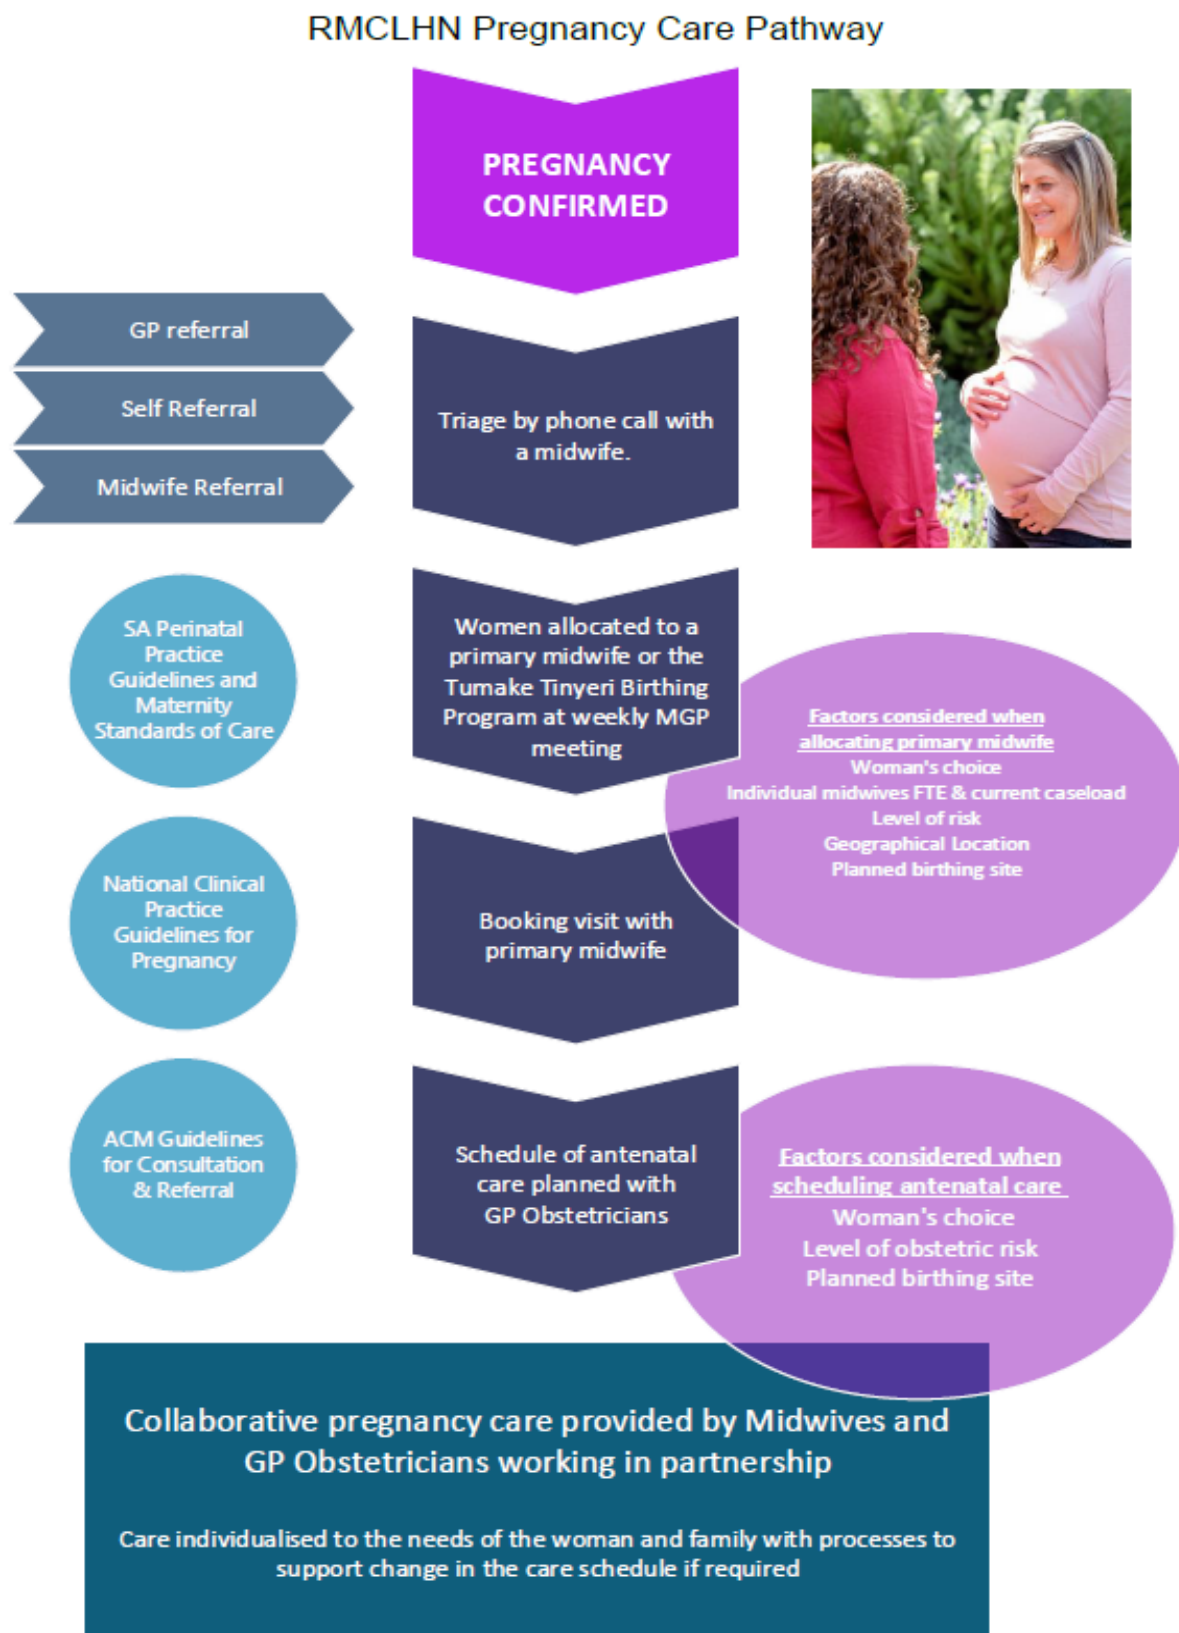 RMCLHN Pregnancy Care Pathway
PREGNANCY
CONFIRMED
GP referral
Self Referral
Midwife Referral
Triage by phone call with
a midwife.
SA Perinatal
Practice
Guidelines and
Maternity
Standards of Care
Women allocated to a
primary midwife or the
Tumake Tinyeri Birthing
Program at weekly MGP
meeting
Factors considered when
allocating primary midwife
Woman's choice
Individual midwives FTE & current caseload
Level of risk
Geographical Location
Planned birthing site
National Clinical
Practice
Guidelines for
Pregnancy
Booking visit with
primary midwife
ACM Guidelines
for Consultation
& Referral
Schedule of antenatal
care planned with
GP Obstetricians
Factors considered when
scheduling antenatal care
Woman's choice
Level of obstetric risk
Planned birthing site
Collaborative pregnancy care provided by Midwives and
GP Obstetricians working in partnership
Care individualised to the needs of the woman and family with processes to
support change in the care schedule if required